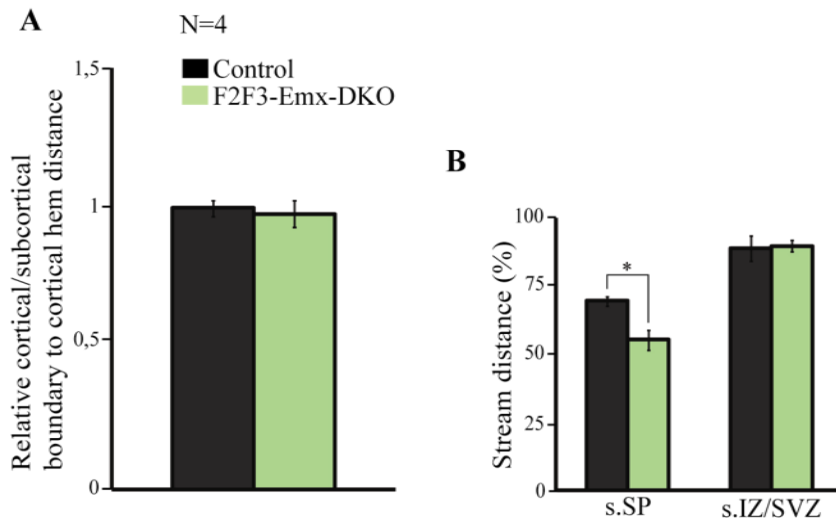 A
N=4
Control
F2F3-Emx-DKO
Relative cortical/subcortical
boundary to cortical hem distance
1,5
1
0,5
0
B
Stream distance (%)
100
75
50
25
0
*
s.SP
s.IZ/SVZ